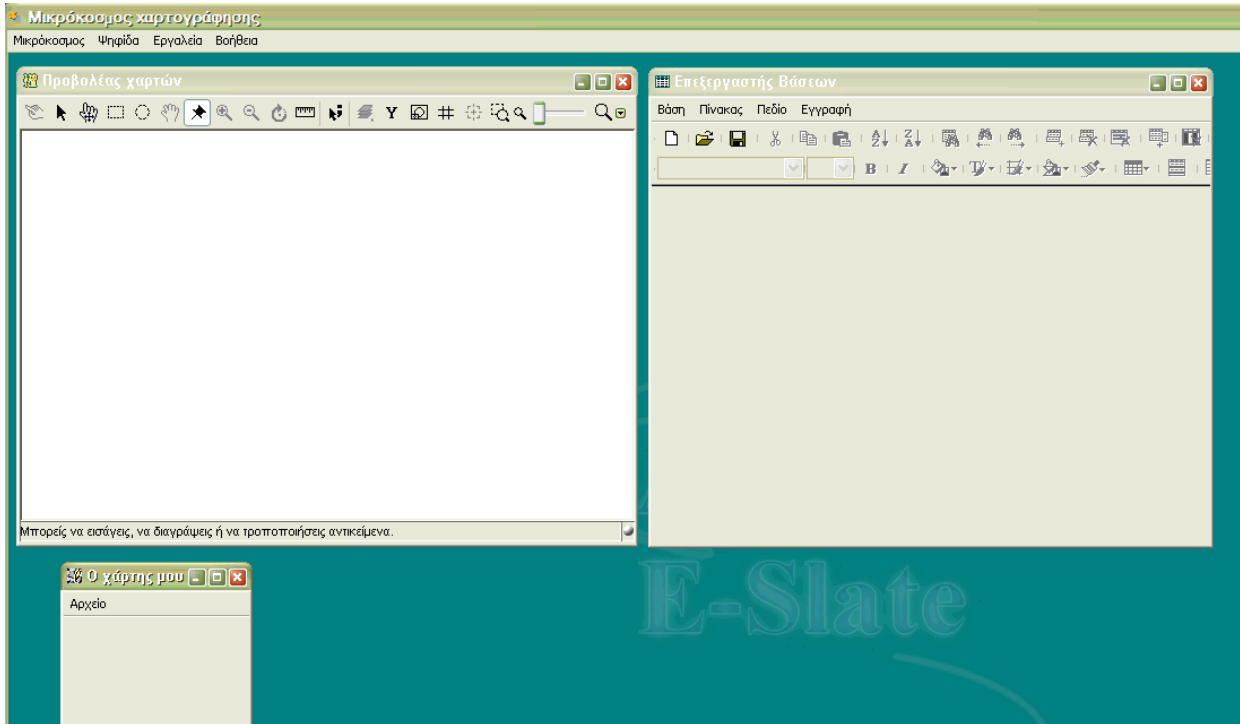 Μικρόκοσμος χαρτογράφησης
Μικρόκοσμος Ψηφίδα Εργαλεία Βοήθεια
Προβολέας χαρτών
Μπορείς να εισάγεις, να διαγράψεις ή να τροποποιήσεις αντικείμενα.
Επεξεργαστής Βάσεων
Βάση Πίνακας Πεδίο Εγγραφή
B I
Ο χάρτης μου
Αρχείο
E-Slate